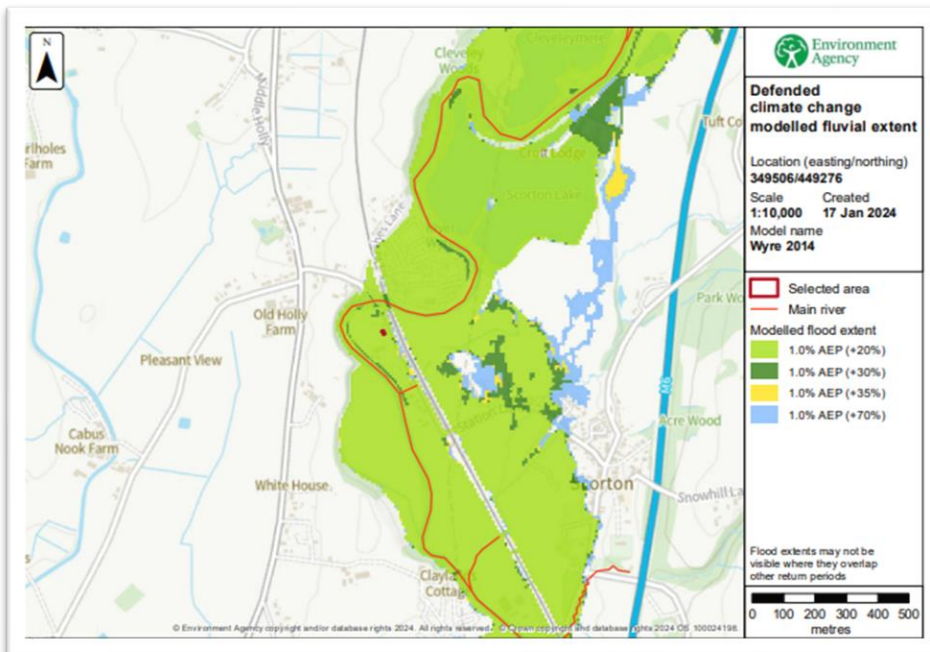 N
Environment
Agency
Defended
climate change
modelled fluvial extent
Location (easting/northing)
349506/449276
Scale Created
1:10,000 17 Jan 2024
Model name
Wyre 2014
Selected area
Main river
Modelled flood extent
1.0% AEP (+20%)
1.0% AEP (+30%)
1.0% AEP (+35%)
1.0% AEP (+70%)
Flood extents may not be
visible where they overlap
other return periods
0 100 200 300 400 500
metres
Cleveleymere
Cleveley
Woods
Middle Holly
Tuft Co
rlholes
Farm
Croft Lodge
Scorton Lake
Park Wo
Old Holly
Farm
Pleasant View
M6
Acre Wood
Station
Cabus
Nook Farm
White House
Scorton
Snowhill La
Cottag
© Environment Agency copyright and/or database rights 2024. All rights reserved. © Crown copyright and database rights 2024 OS 100024198.